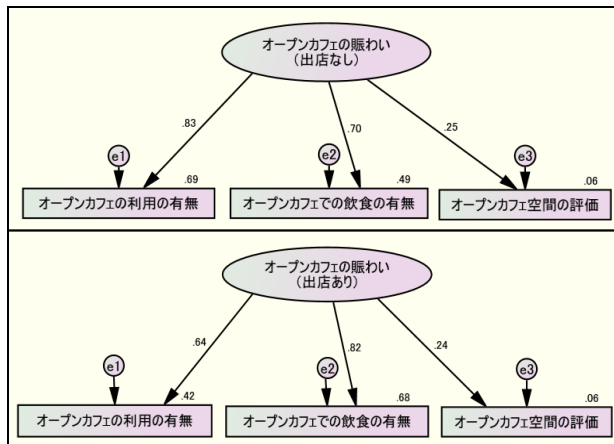 オープンカフェの賑わい
(出店なし)
.83
.70
.25
e1
e2
e3
.69
.49
.06
オープンカフェの利用の有無
オープンカフェでの飲食の有無
オープンカフェ空間の評価
オープンカフェの賑わい
(出店あり)
.64
.82
.24
e1
e2
e3
.42
.68
.06
オープンカフェの利用の有無
オープンカフェでの飲食の有無
オープンカフェ空間の評価